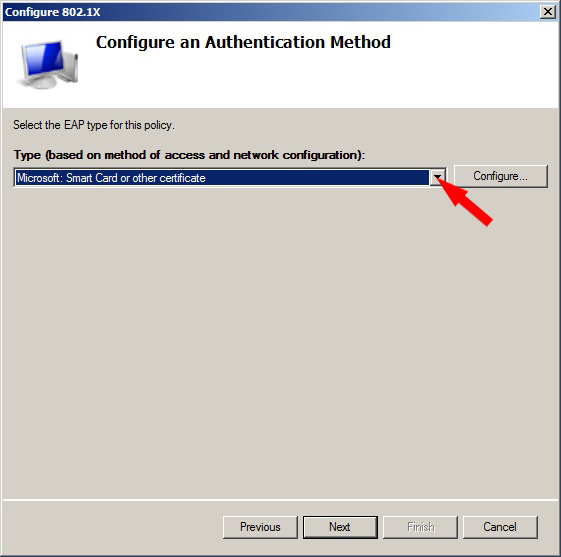 Configure 802.1X
Configure an Authentication Method
Select the EAP type for this policy.
Type (based on method of access and network configuration):
Microsoft: Smart Card or other certificate
Configure...
Previous
Next
Finish
Cancel